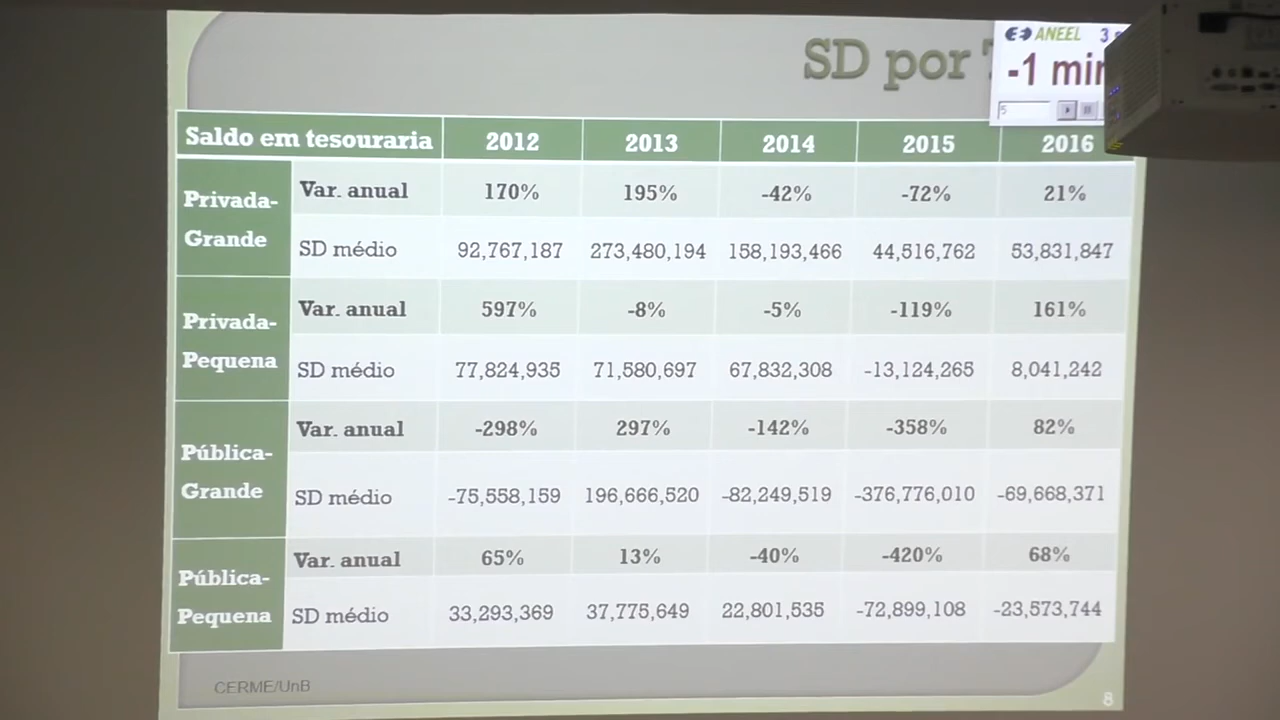 SD por
ANEEL 3
-1 min
5
Saldo em tesouraria 2012 2013 2014 2015 2016
Privada-Grande
Var. anual 170% 195% -42% -72% 21%
SD médio 92,767,187 273,480,194 158,193,466 44,516,762 53,831,847
Privada-Pequena
Var. anual 597% -8% -5% -119% 161%
SD médio 77,824,935 71,580,697 67,832,308 -13,124,265 8,041,242
Pública-Grande
Var. anual -298% 297% -142% -358% 82%
SD médio -75,558,159 196,666,520 -82,249,519 -376,776,010 -69,668,371
Pública-Pequena
Var. anual 65% 13% -40% -420% 68%
SD médio 33,293,369 37,775,649 22,801,535 -72,899,108 -23,573,744
CERME/UnB
8